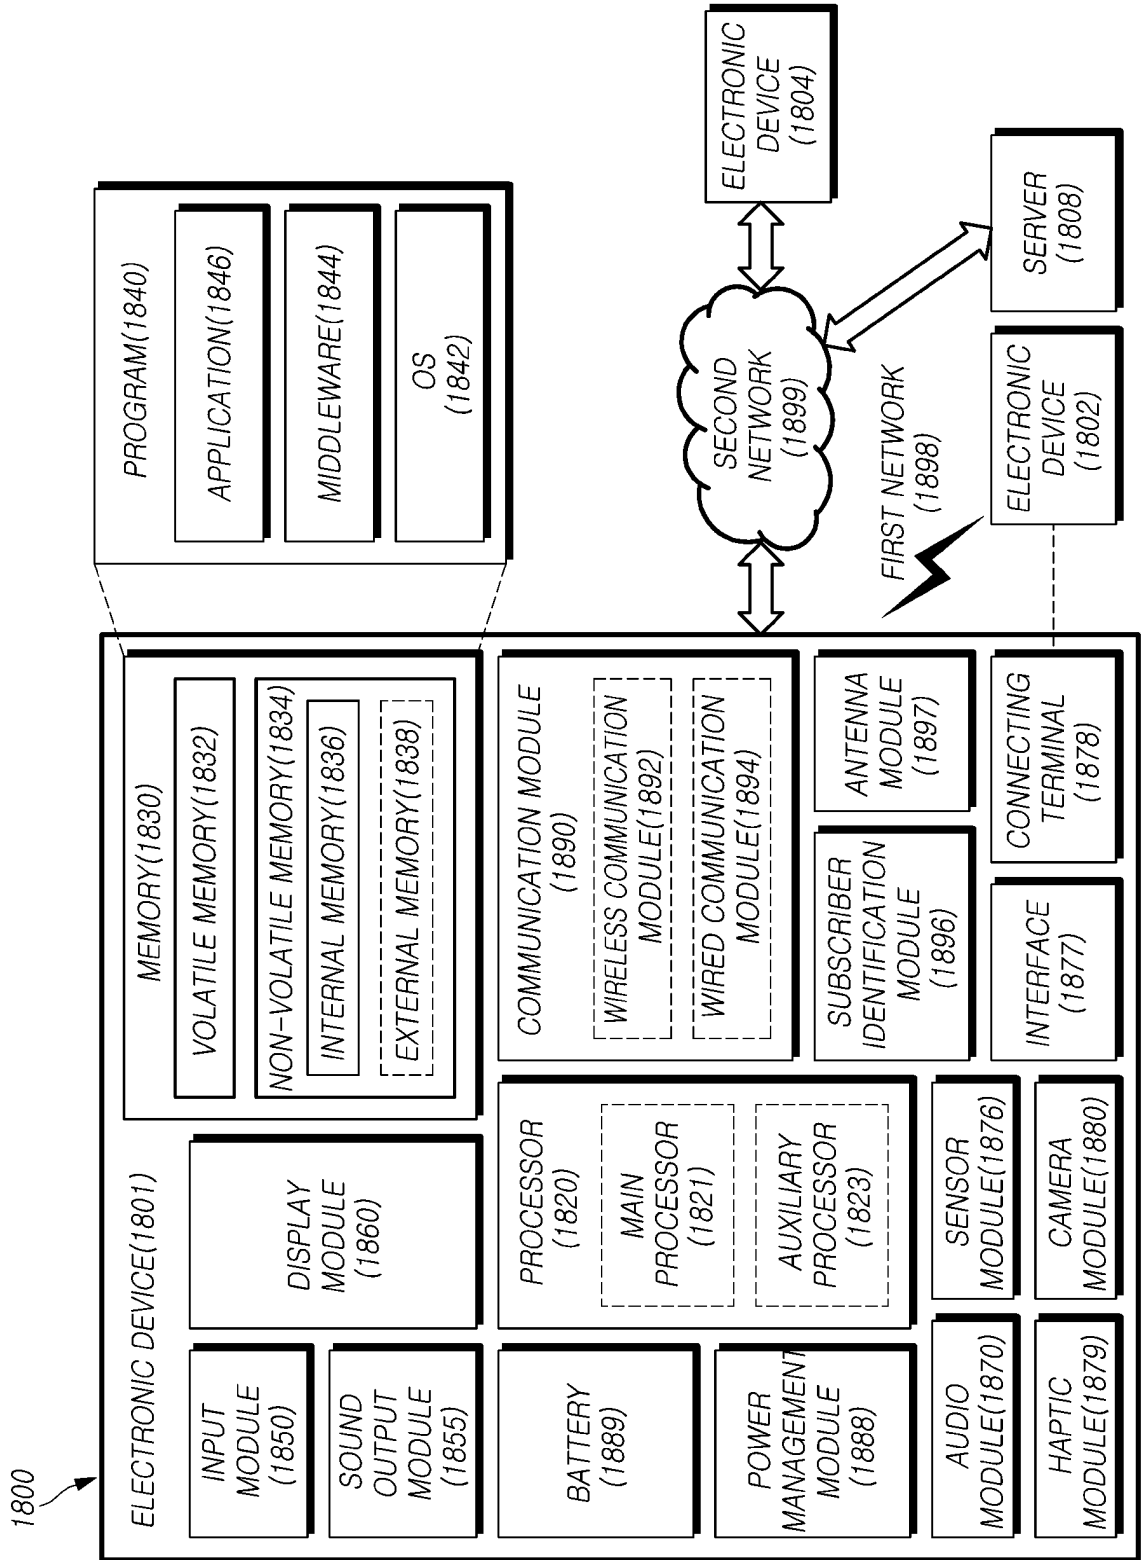 1800
ELECTRONIC DEVICE(1801)
INPUT
MODULE
(1850)
SOUND
OUTPUT
MODULE
(1855)
DISPLAY
MODULE
(1860)
MEMORY(1830)
VOLATILE MEMORY(1832)
NON-VOLATILE MEMORY(1834)
INTERNAL MEMORY(1836)
EXTERNAL MEMORY(1838)
PROGRAM(1840)
APPLICATION(1846)
MIDDLEWARE(1844)
OS
(1842)
BATTERY
(1889)
POWER
MANAGEMENT
MODULE
(1888)
PROCESSOR
(1820)
MAIN
PROCESSOR
(1821)
AUXILIARY
PROCESSOR
(1823)
COMMUNICATION MODULE
(1890)
WIRELESS COMMUNICATION
MODULE(1892)
WIRED COMMUNICATION
MODULE(1894)
SUBSCRIBER
IDENTIFICATION
MODULE
(1896)
ANTENNA
MODULE
(1897)
AUDIO
MODULE(1870)
SENSOR
MODULE(1876)
HAPTIC
MODULE(1879)
CAMERA
MODULE(1880)
INTERFACE
(1877)
CONNECTING
TERMINAL
(1878)
SECOND
NETWORK
(1899)
ELECTRONIC
DEVICE
(1804)
FIRST NETWORK
(1898)
ELECTRONIC
DEVICE
(1802)
SERVER
(1808)